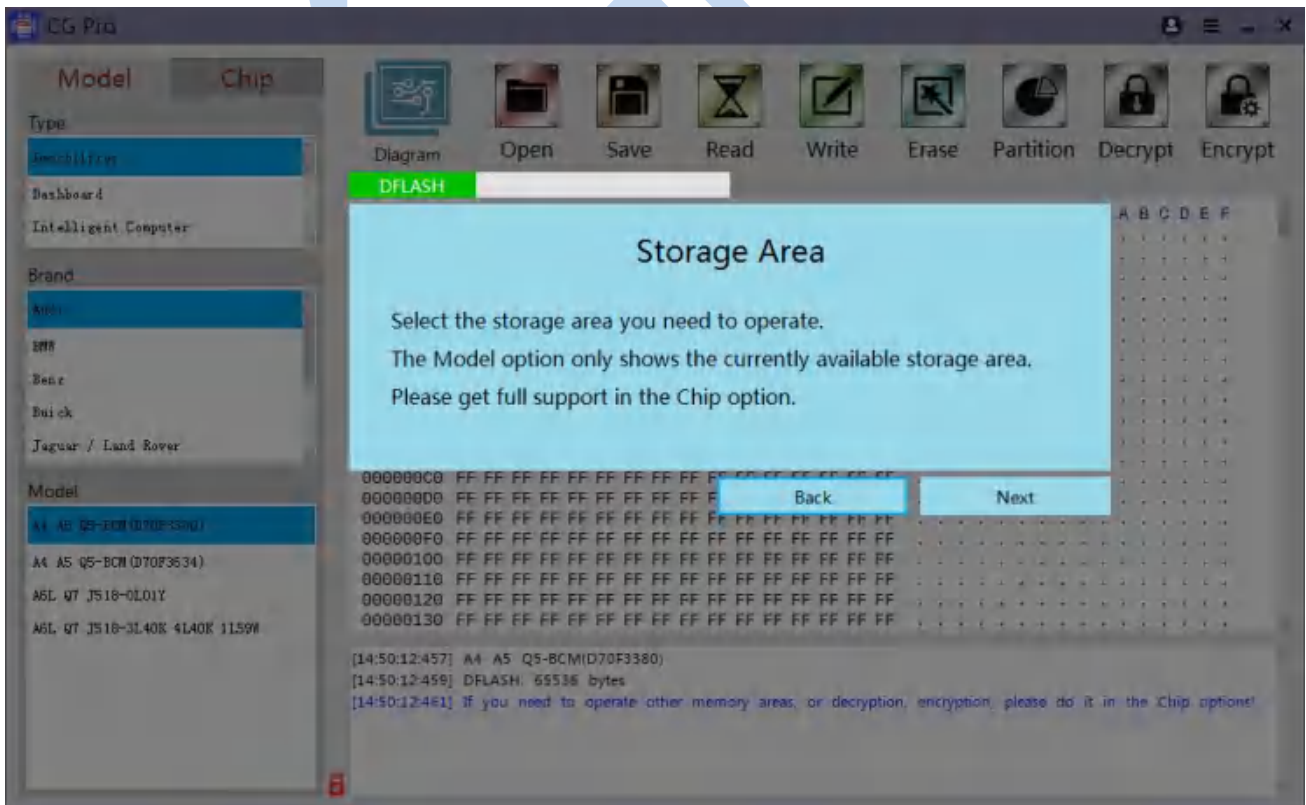 CG Pro
Model Chip
Type
Immobilizer
Dashboard
Intelligent Computer
Brand
Audi
BMW
Benz
Buick
Jaguar / Land Rover
Model
A4 A5 Q5-BCM(D70F3380)
A4 A5 Q5-BCM(D70F3634)
A6L Q7 J518-0L01Y
A6L Q7 J518-3L40K 4L40K 1L59W
Diagram Open Save Read Write Erase Partition Decrypt Encrypt
DFLASH
A B C D E F
Storage Area
Select the storage area you need to operate.
The Model option only shows the currently available storage area.
Please get full support in the Chip option.
000000C0 FF FF FF FF FF FF FF FF FF FF FF FF FF FF FF FF
000000D0 FF FF FF FF FF FF FF FF FF
Back Next
000000E0 FF FF FF FF FF FF FF FF FF FF FF FF FF FF FF FF
000000F0 FF FF FF FF FF FF FF FF FF FF FF FF FF FF FF FF
00000100 FF FF FF FF FF FF FF FF FF FF FF FF FF FF FF FF
00000110 FF FF FF FF FF FF FF FF FF FF FF FF FF FF FF FF
00000120 FF FF FF FF FF FF FF FF FF FF FF FF FF FF FF FF
00000130 FF FF FF FF FF FF FF FF FF FF FF FF FF FF FF FF
[14:50:12:457] A4 A5 Q5-BCM(D70F3380)
[14:50:12:459] DFLASH: 65536 bytes
[14:50:12:461] If you need to operate other memory areas, or decryption, encryption, please do it in the Chip options!